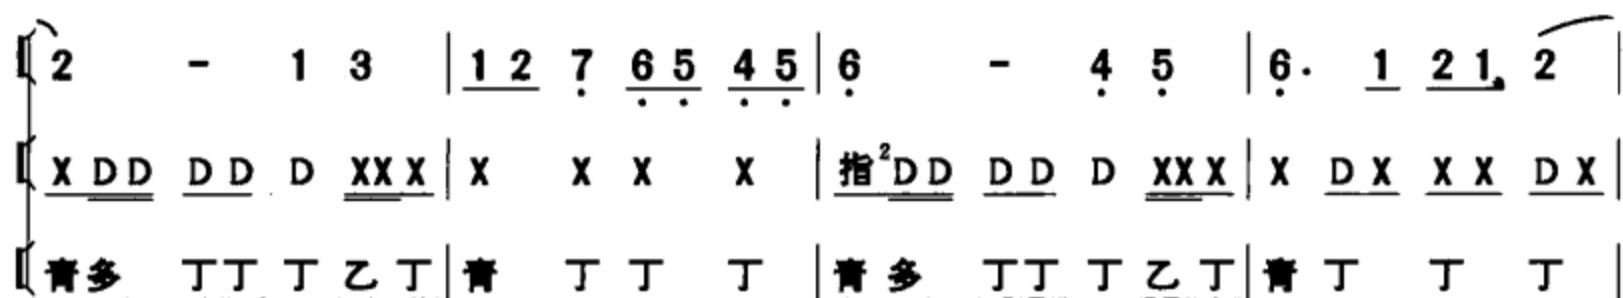 2 - 1 3 | 1 2 7 6 5 4 5 | 6 - 4 5 | 6. 1 2 1 2 |
X D D D D D XX X | X X X X | 指 2 D D D D D XX X | X D X X X D X |
青 多 丁 丁 丁 乙 丁 | 青 丁 丁 丁 | 青 多 丁 丁 丁 乙 丁 | 青 丁 丁 丁 |